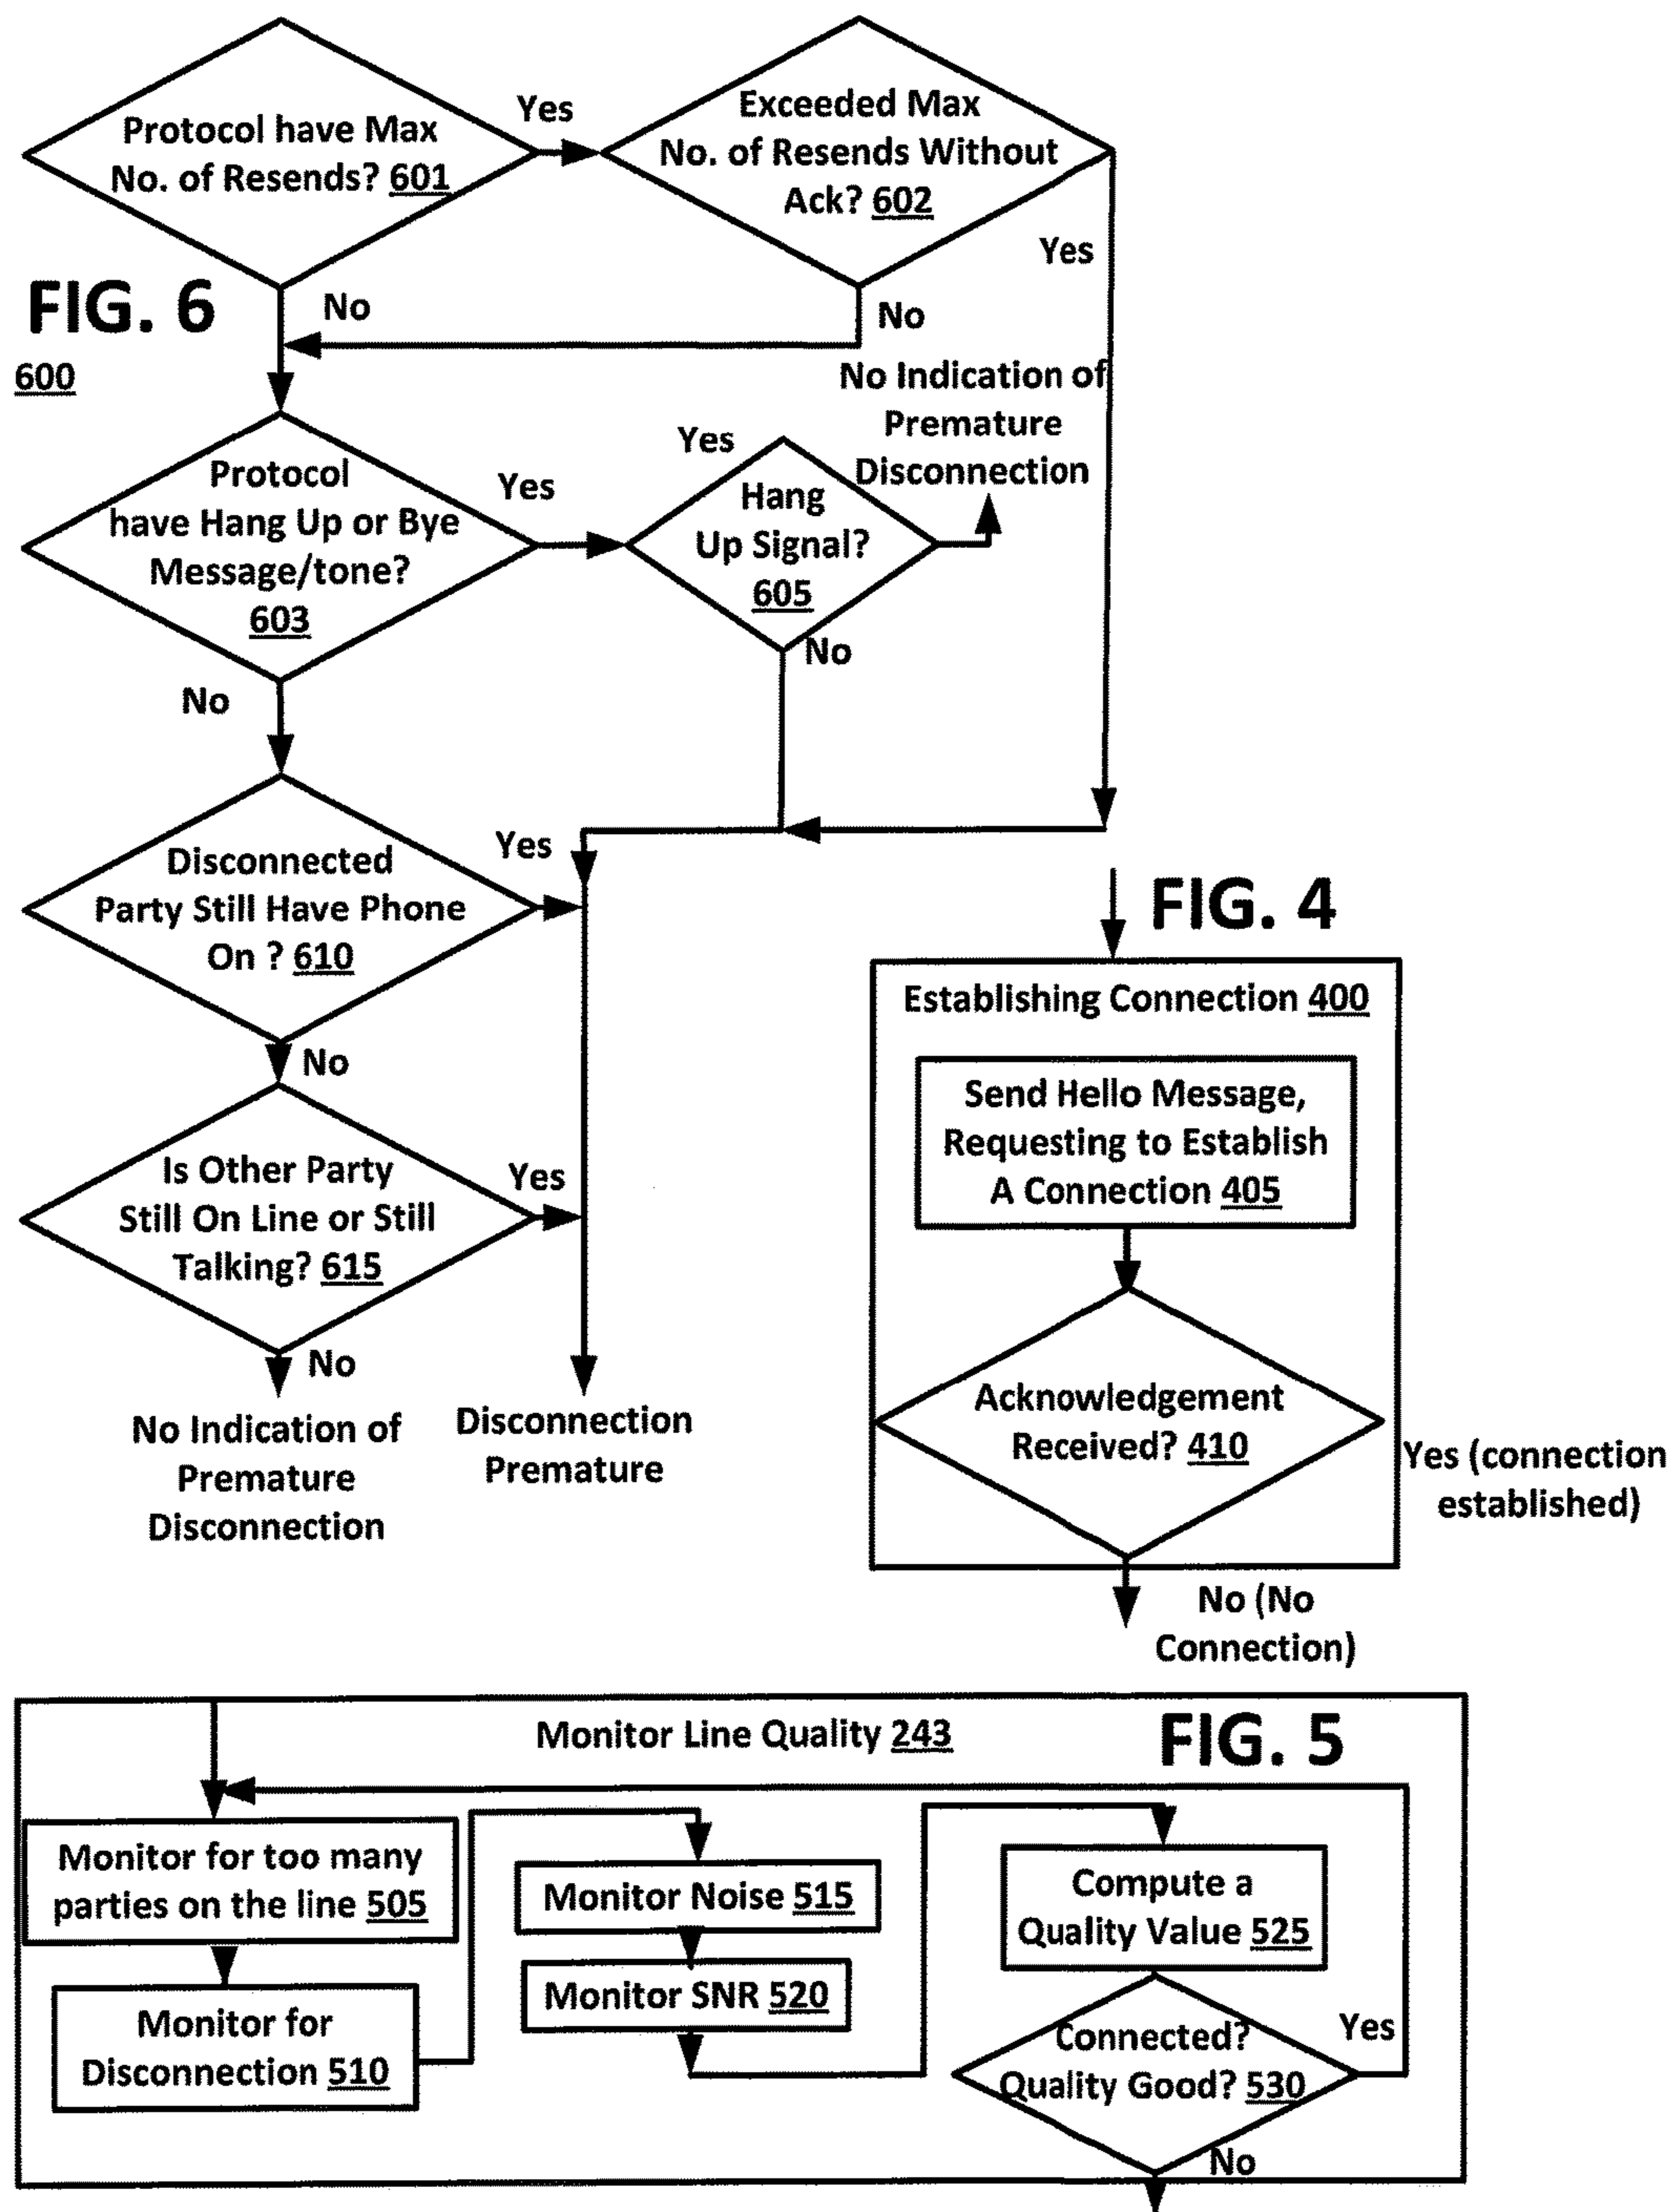 Protocol have Max
No. of Resends? 601
Yes
Exceeded Max
No. of Resends Without
Ack? 602
Yes
No
No
FIG. 6
600
No Indication of
Premature
Disconnection
Protocol
have Hang Up or Bye
Message/tone?
603
Yes
Yes
Hang
Up Signal?
605
No
No
Disconnected
Party Still Have Phone
On ? 610
Yes
No
Is Other Party
Still On Line or Still
Talking? 615
Yes
No
No Indication of
Premature
Disconnection
Disconnection
Premature
FIG. 4
Establishing Connection 400
Send Hello Message,
Requesting to Establish
A Connection 405
Acknowledgement
Received? 410
Yes (connection
established)
No (No
Connection)
Monitor Line Quality 243
FIG. 5
Monitor for too many
parties on the line 505
Monitor for
Disconnection 510
Monitor Noise 515
Monitor SNR 520
Compute a
Quality Value 525
Connected?
Quality Good? 530
Yes
No